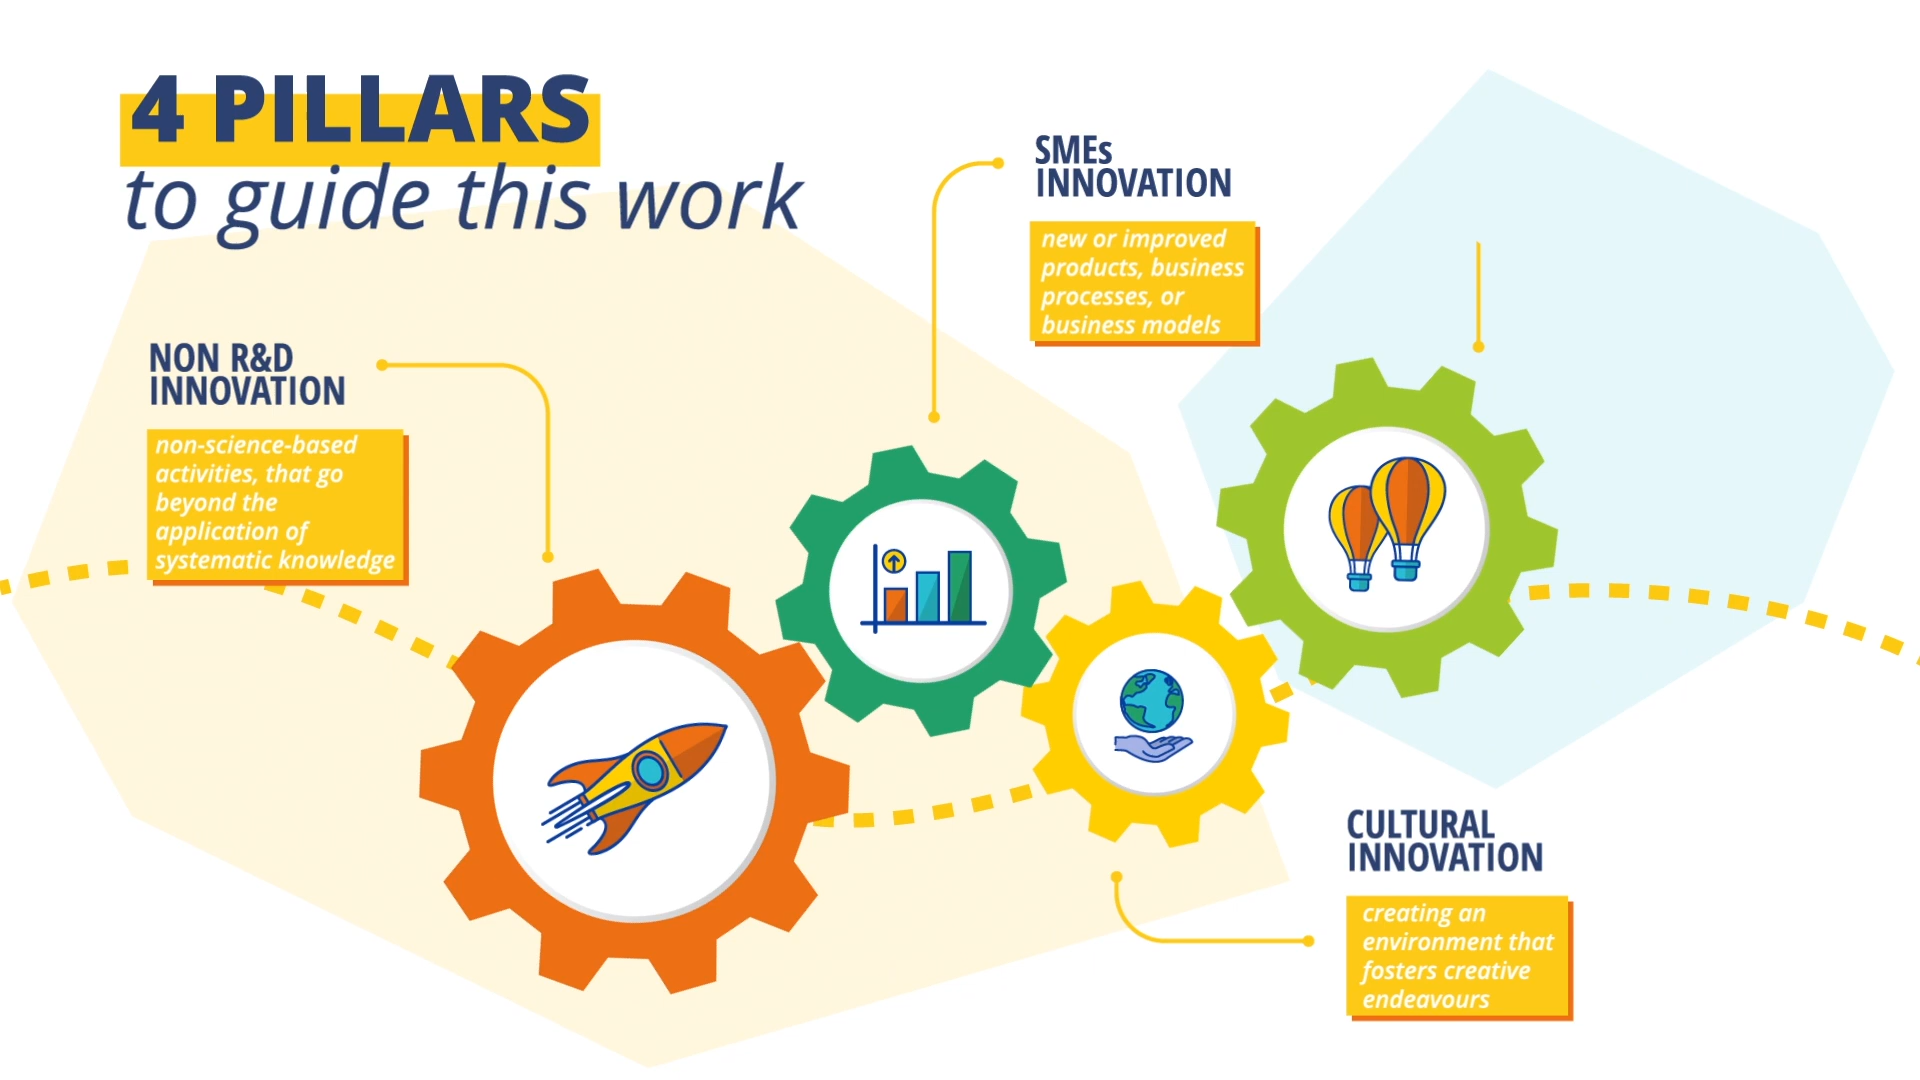 4 PILLARS
to guide this work
NON R&D
INNOVATION
non-science-based
activities, that go
beyond the
application of
systematic knowledge
SMEs
INNOVATION
new or improved
products, business
processes, or
business models
CULTURAL
INNOVATION
creating an
environment that
fosters creative
endeavours